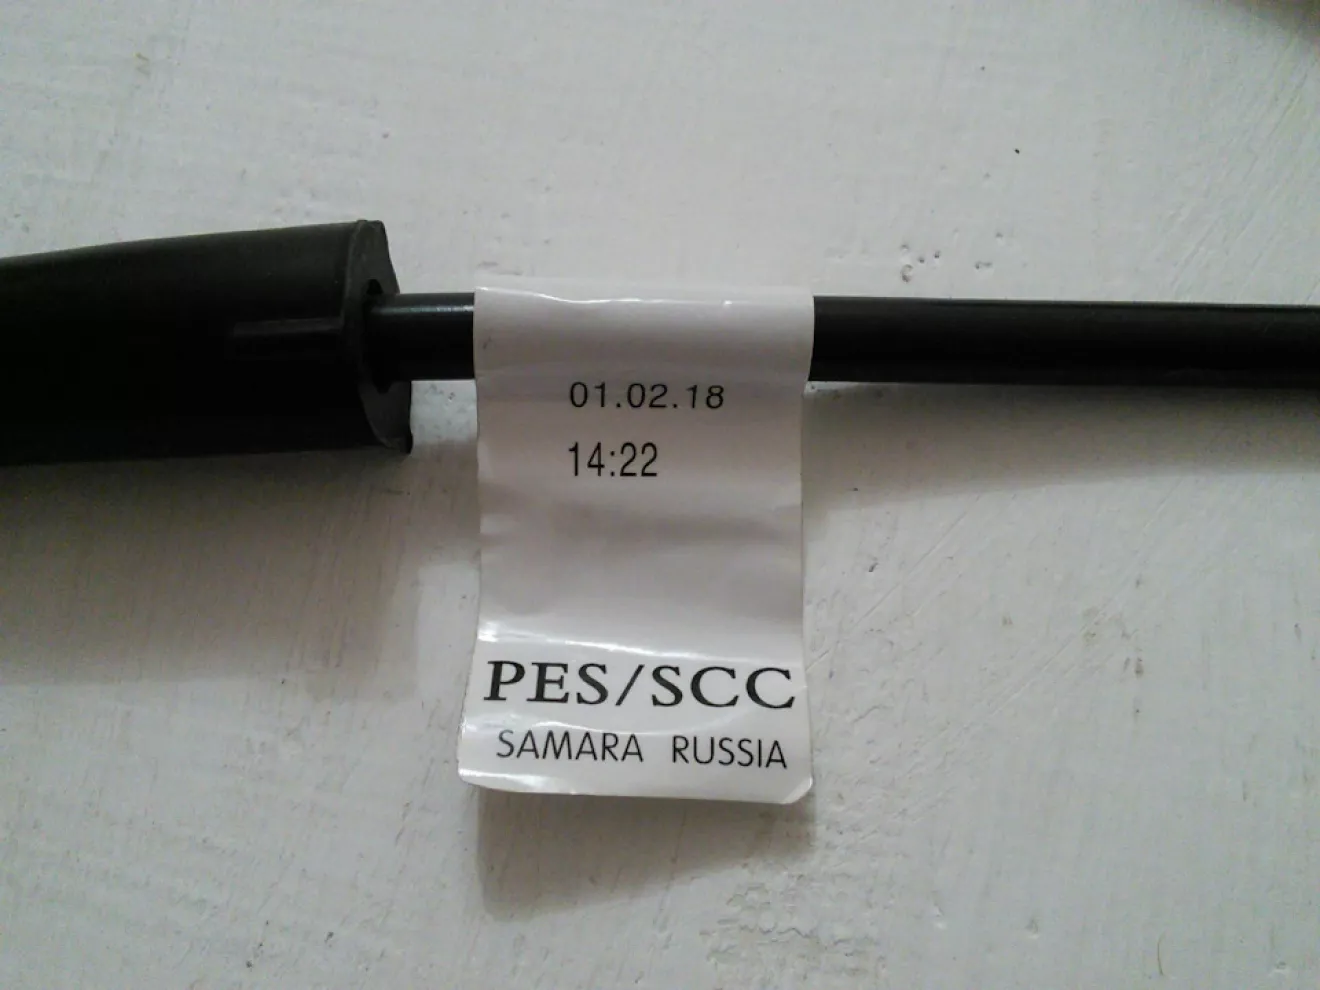 01.02.18
14:22
PES/SCC
SAMARA RUSSIA